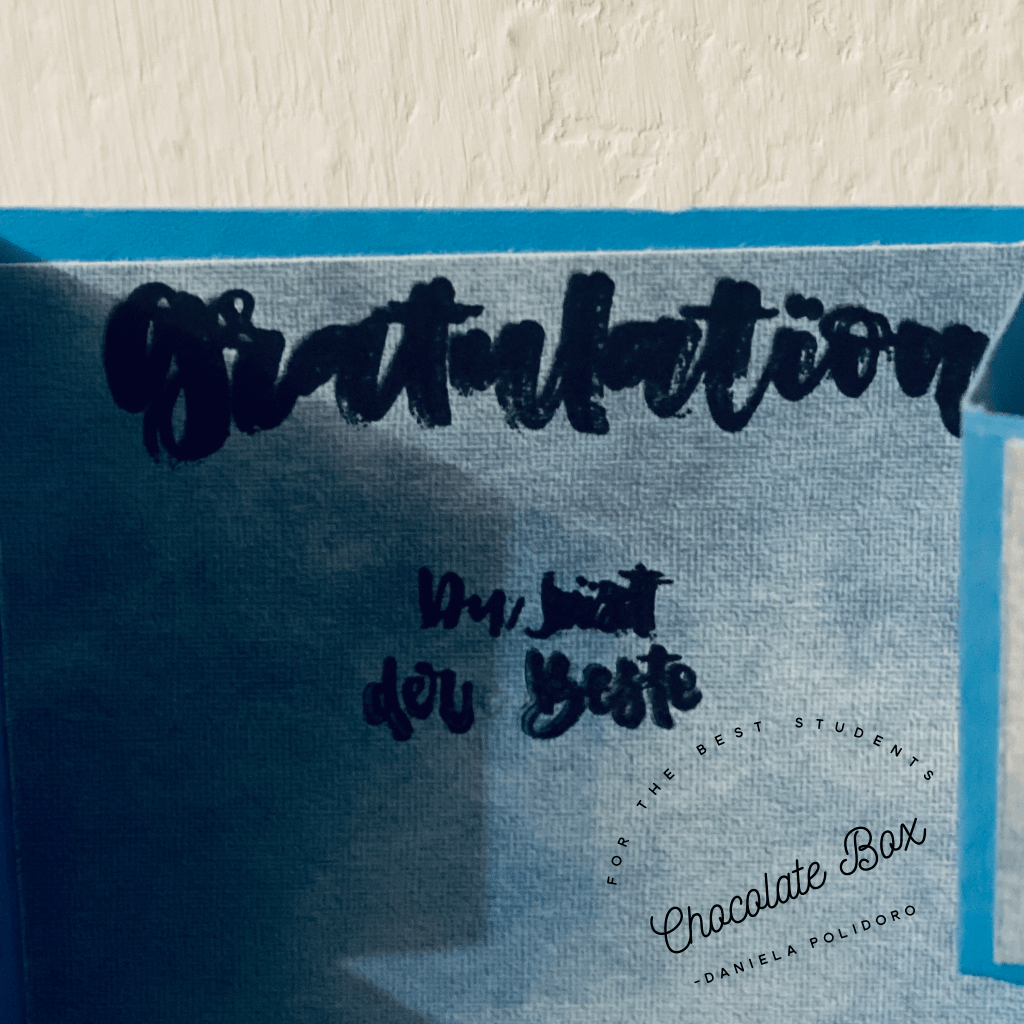 Gratulation
Du bist
der Beste
FOR THE BEST STUDENTS
Chocolate Box
-DANIELA POLIDORO